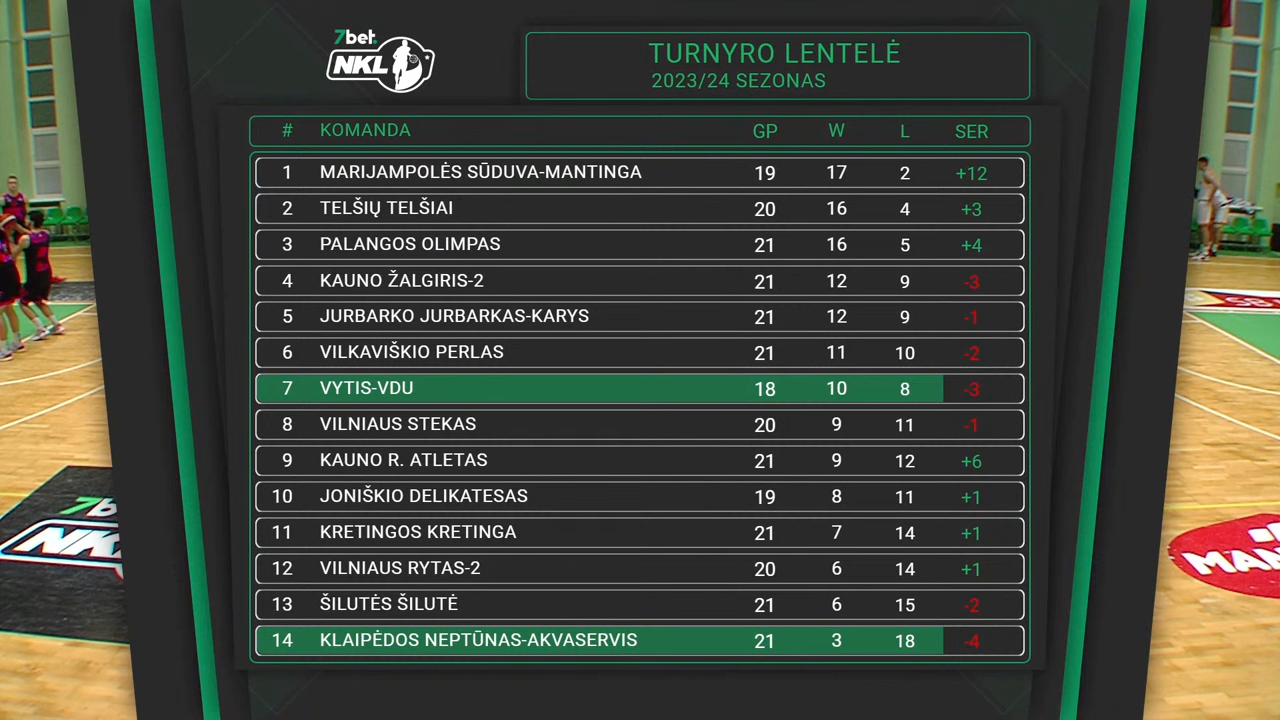 7bet.
NKL
TURNYRO LENTELĖ
2023/24 SEZONAS
# KOMANDA GP W L SER
1 MARIJAMPOLĖS SŪDUVA-MANTINGA 19 17 2 +12
2 TELŠIŲ TELŠIAI 20 16 4 +3
3 PALANGOS OLIMPAS 21 16 5 +4
4 KAUNO ŽALGIRIS-2 21 12 9 -3
5 JURBARKO JURBARKAS-KARYS 21 12 9 -1
6 VILKAVIŠKIO PERLAS 21 11 10 -2
7 VYTIS-VDU 18 10 8 -3
8 VILNIAUS STEKAS 20 9 11 -1
9 KAUNO R. ATLETAS 21 9 12 +6
10 JONIŠKIO DELIKATESAS 19 8 11 +1
11 KRETINGOS KRETINGA 21 7 14 +1
12 VILNIAUS RYTAS-2 20 6 14 +1
13 ŠILUTĖS ŠILUTĖ 21 6 15 -2
14 KLAIPĖDOS NEPTŪNAS-AKVASERVIS 21 3 18 -4